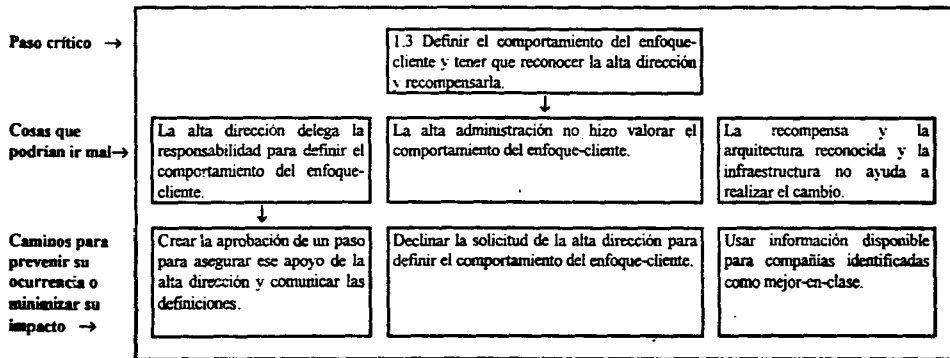 Paso crítico →
1.3 Definir el comportamiento del enfoque-
cliente y tener que reconocer la alta dirección
y recompensarla.
↓
Cosas que
podrían ir mal→
La alta dirección delega la
responsabilidad para definir el
comportamiento del enfoque-
cliente.
La alta administración no hizo valorar el
comportamiento del enfoque-cliente.
La recompensa y la
arquitectura reconocida y la
infraestructura no ayuda a
realizar el cambio.
↓
Caminos para
prevenir su
ocurrencia o
minimizar su
impacto →
Crear la aprobación de un paso
para asegurar ese apoyo de la
alta dirección y comunicar las
definiciones.
Declinar la solicitud de la alta dirección para
definir el comportamiento del enfoque-cliente.
Usar información disponible
para compañias identificadas
como mejor-en-clase.